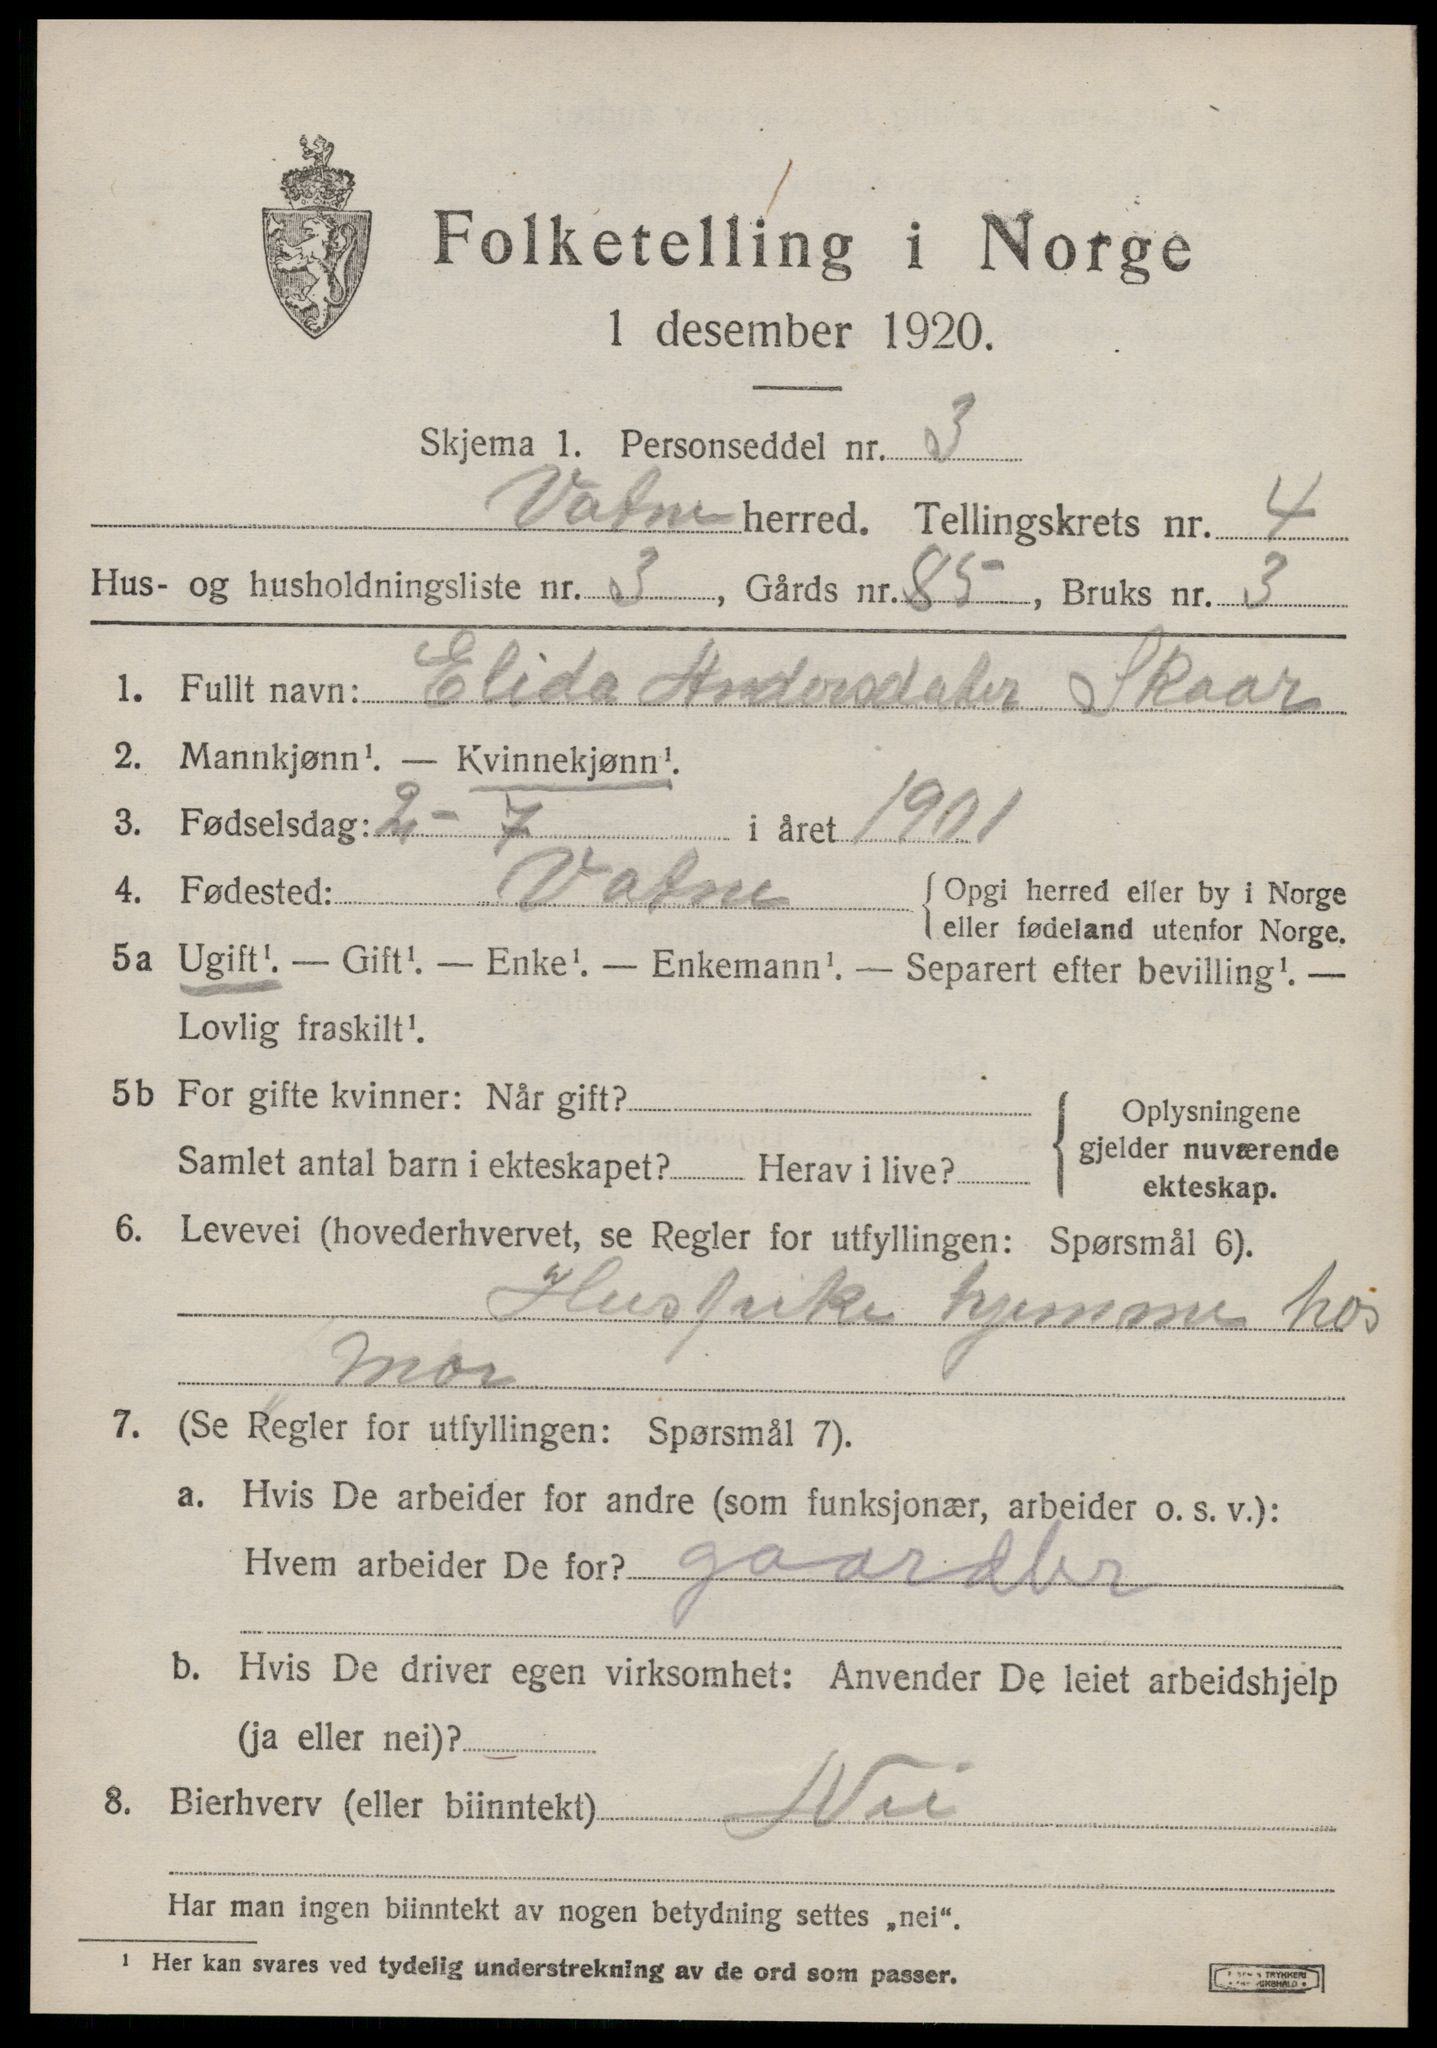 Folketelling i Norge
1 desember 1920.
Skjema 1. Personseddel nr. 3
Vatne herred. Tellingskrets nr. 4
Hus- og husholdningsliste nr. 3, Gårds nr. 85, Bruks nr. 3
1. Fullt navn: Elida Andersdater Skaar
2. Mannkjønn¹. — Kvinnekjønn¹.
3. Fødselsdag: 2 - 7 i året 1901
4. Fødested: Vatne { Opgi herred eller by i Norge
eller fødeland utenfor Norge.
5a Ugift¹. — Gift¹. — Enke¹. — Enkemann¹. — Separert efter bevilling¹. —
Lovlig fraskilt¹.
5b For gifte kvinner: Når gift? { Oplysningene
Samlet antal barn i ekteskapet? Herav i live? gjelder nuværende
ekteskap.
6. Levevei (hovederhvervet, se Regler for utfyllingen: Spørsmål 6).
Husfrike hjemme hos
mor
7. (Se Regler for utfyllingen: Spørsmål 7).
a. Hvis De arbeider for andre (som funksjonær, arbeider o. s. v.):
Hvem arbeider De for? gaardbr
b. Hvis De driver egen virksomhet: Anvender De leiet arbeidshjelp
(ja eller nei)?
8. Bierhverv (eller biinntekt) Nei
Har man ingen biinntekt av nogen betydning settes „nei“.
¹ Her kan svares ved tydelig understrekning av de ord som passer.
TRYKKERI